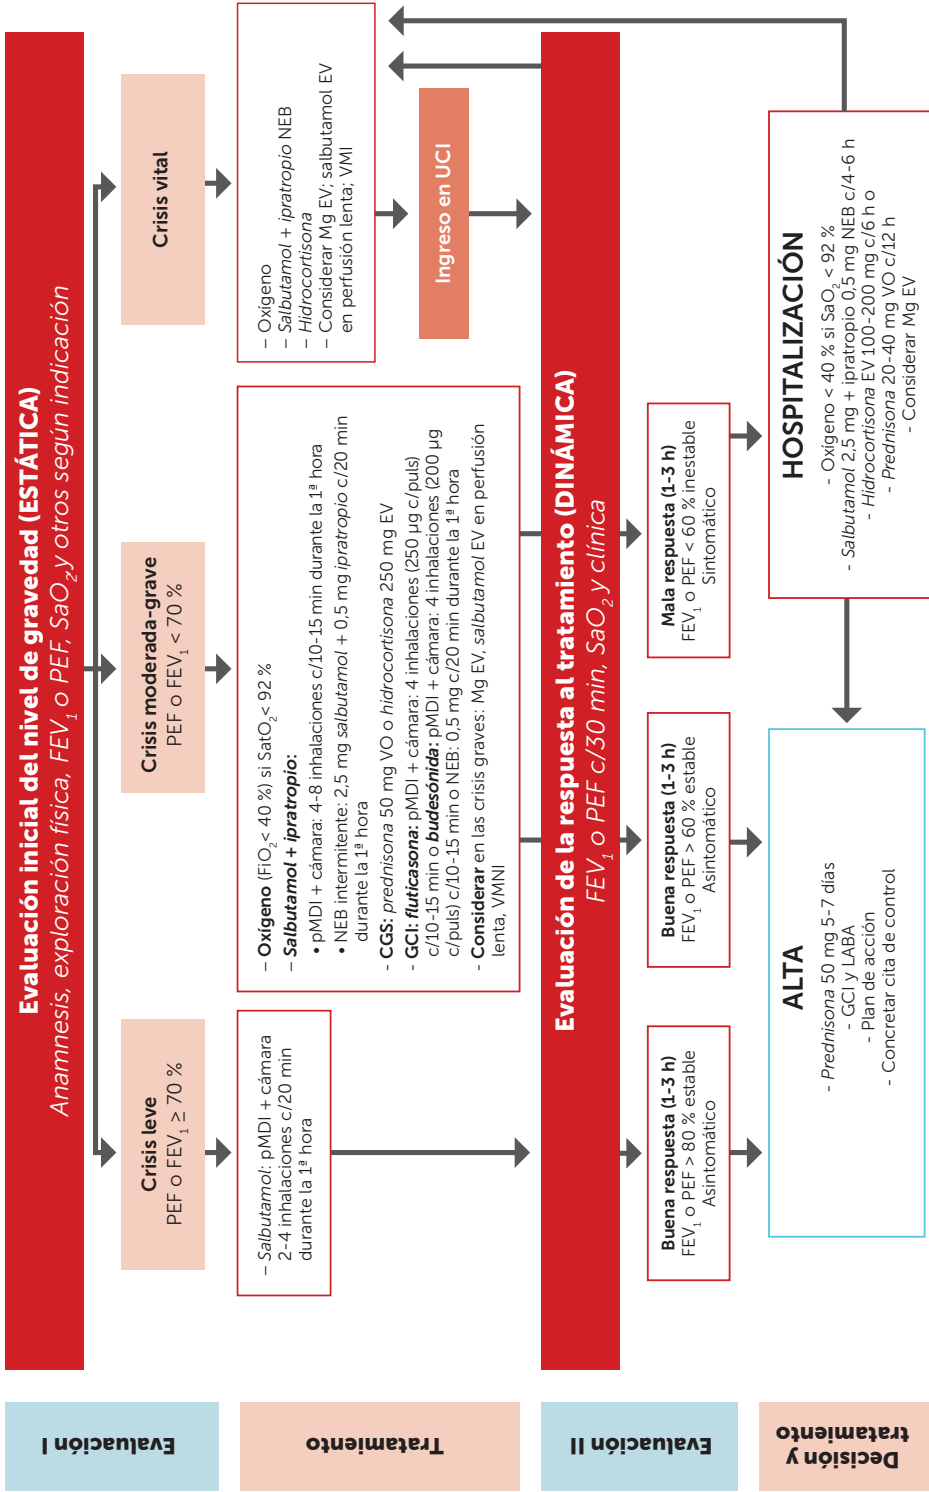 Evaluación I
Evaluación inicial del nivel de gravedad (ESTÁTICA)
Anamnesis, exploración física, FEV1 o PEF, SaO2 y otros según indicación
Crisis leve
PEF o FEV1 ≥ 70 %
Crisis moderada-grave
PEF o FEV1 < 70 %
Crisis vital
Tratamiento
– Salbutamol: pMDI + cámara
2-4 inhalaciones c/20 min
durante la 1ª hora
– Oxígeno (FiO2 < 40 %) si SatO2 < 92 %
– Salbutamol + ipratropio:
• pMDI + cámara: 4-8 inhalaciones c/10-15 min durante la 1ª hora
• NEB intermitente: 2,5 mg salbutamol + 0,5 mg ipratropio c/20 min
durante la 1ª hora
- CGS: prednisona 50 mg VO o hidrocortisona 250 mg EV
- GCI: fluticasona: pMDI + cámara: 4 inhalaciones (250 µg c/puls)
c/10-15 min o budesónida: pMDI + cámara: 4 inhalaciones (200 µg
c/puls) c/10-15 min o NEB: 0,5 mg c/20 min durante la 1ª hora
- Considerar en las crisis graves: Mg EV, salbutamol EV en perfusión
lenta, VMNI
– Oxígeno
– Salbutamol + ipratropio NEB
– Hidrocortisona
– Considerar Mg EV; salbutamol EV
en perfusión lenta; VMI
Ingreso en UCI
Evaluación II
Evaluación de la respuesta al tratamiento (DINÁMICA)
FEV1 o PEF c/30 min, SaO2 y clínica
Buena respuesta (1-3 h)
FEV1 o PEF > 80 % estable
Asintomático
Buena respuesta (1-3 h)
FEV1 o PEF > 60 % estable
Asintomático
Mala respuesta (1-3 h)
FEV1 o PEF < 60 % inestable
Sintomático
Decisión y
tratamiento
ALTA
- Prednisona 50 mg 5-7 días
- GCI y LABA
- Plan de acción
- Concretar cita de control
HOSPITALIZACIÓN
- Oxígeno < 40 % si SaO2 < 92 %
- Salbutamol 2,5 mg + ipratropio 0,5 mg NEB c/4-6 h
- Hidrocortisona EV 100-200 mg c/6 h o
- Prednisona 20-40 mg VO c/12 h
- Considerar Mg EV